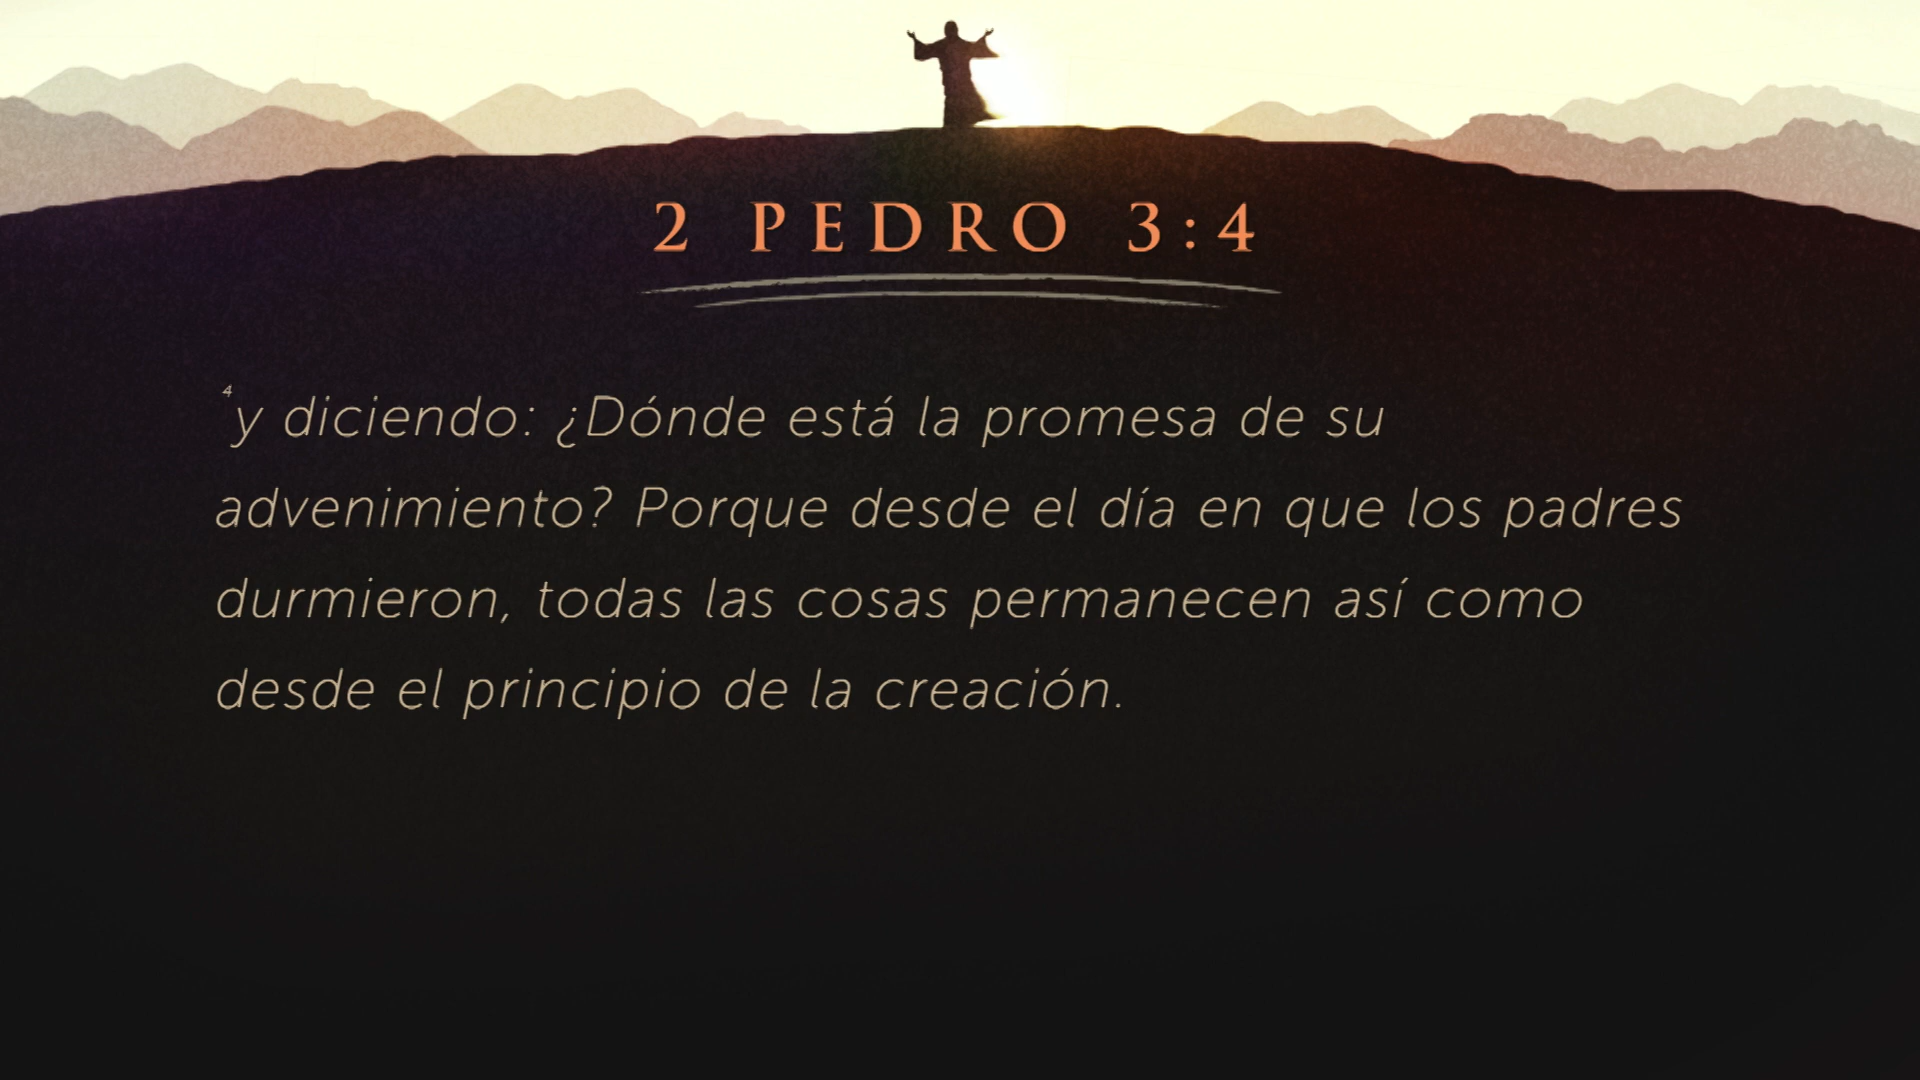 2 PEDRO 3:4
⁴y diciendo: ¿Dónde está la promesa de su
advenimiento? Porque desde el día en que los padres
durmieron, todas las cosas permanecen así como
desde el principio de la creación.